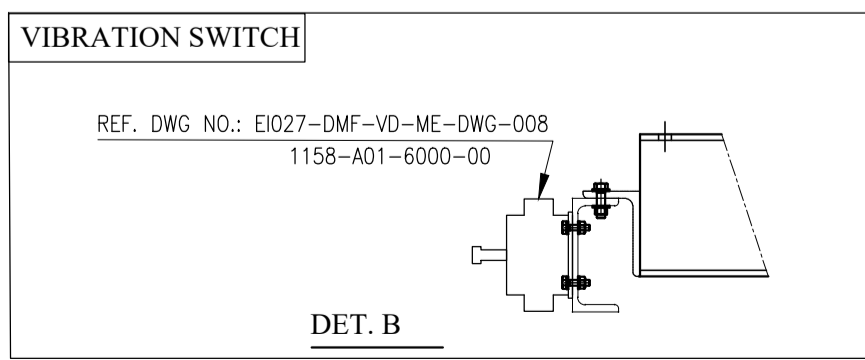 VIBRATION SWITCH
REF. DWG NO.: EI027-DMF-VD-ME-DWG-008
1158-A01-6000-00
DET. B